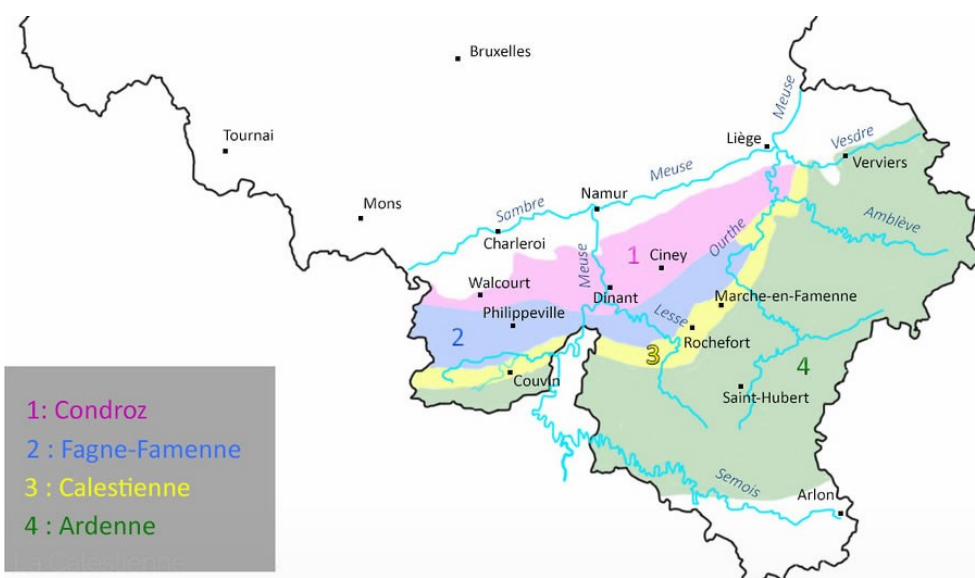 Bruxelles
Tournai
Mons
Liège
Meuse
Vesdre
Verviers
Meuse
Namur
Sambre
Charleroi
Amblève
Ourthe
Meuse
1
Ciney
Walcourt
Dinant
Marche-en-Famenne
Philippeville
Lesse
2
Rochefort
3
4
Couvin
Saint-Hubert
Semois
Arlon
1: Condroz
2 : Fagne-Famenne
3 : Calestienne
4 : Ardenne
La Calestienne